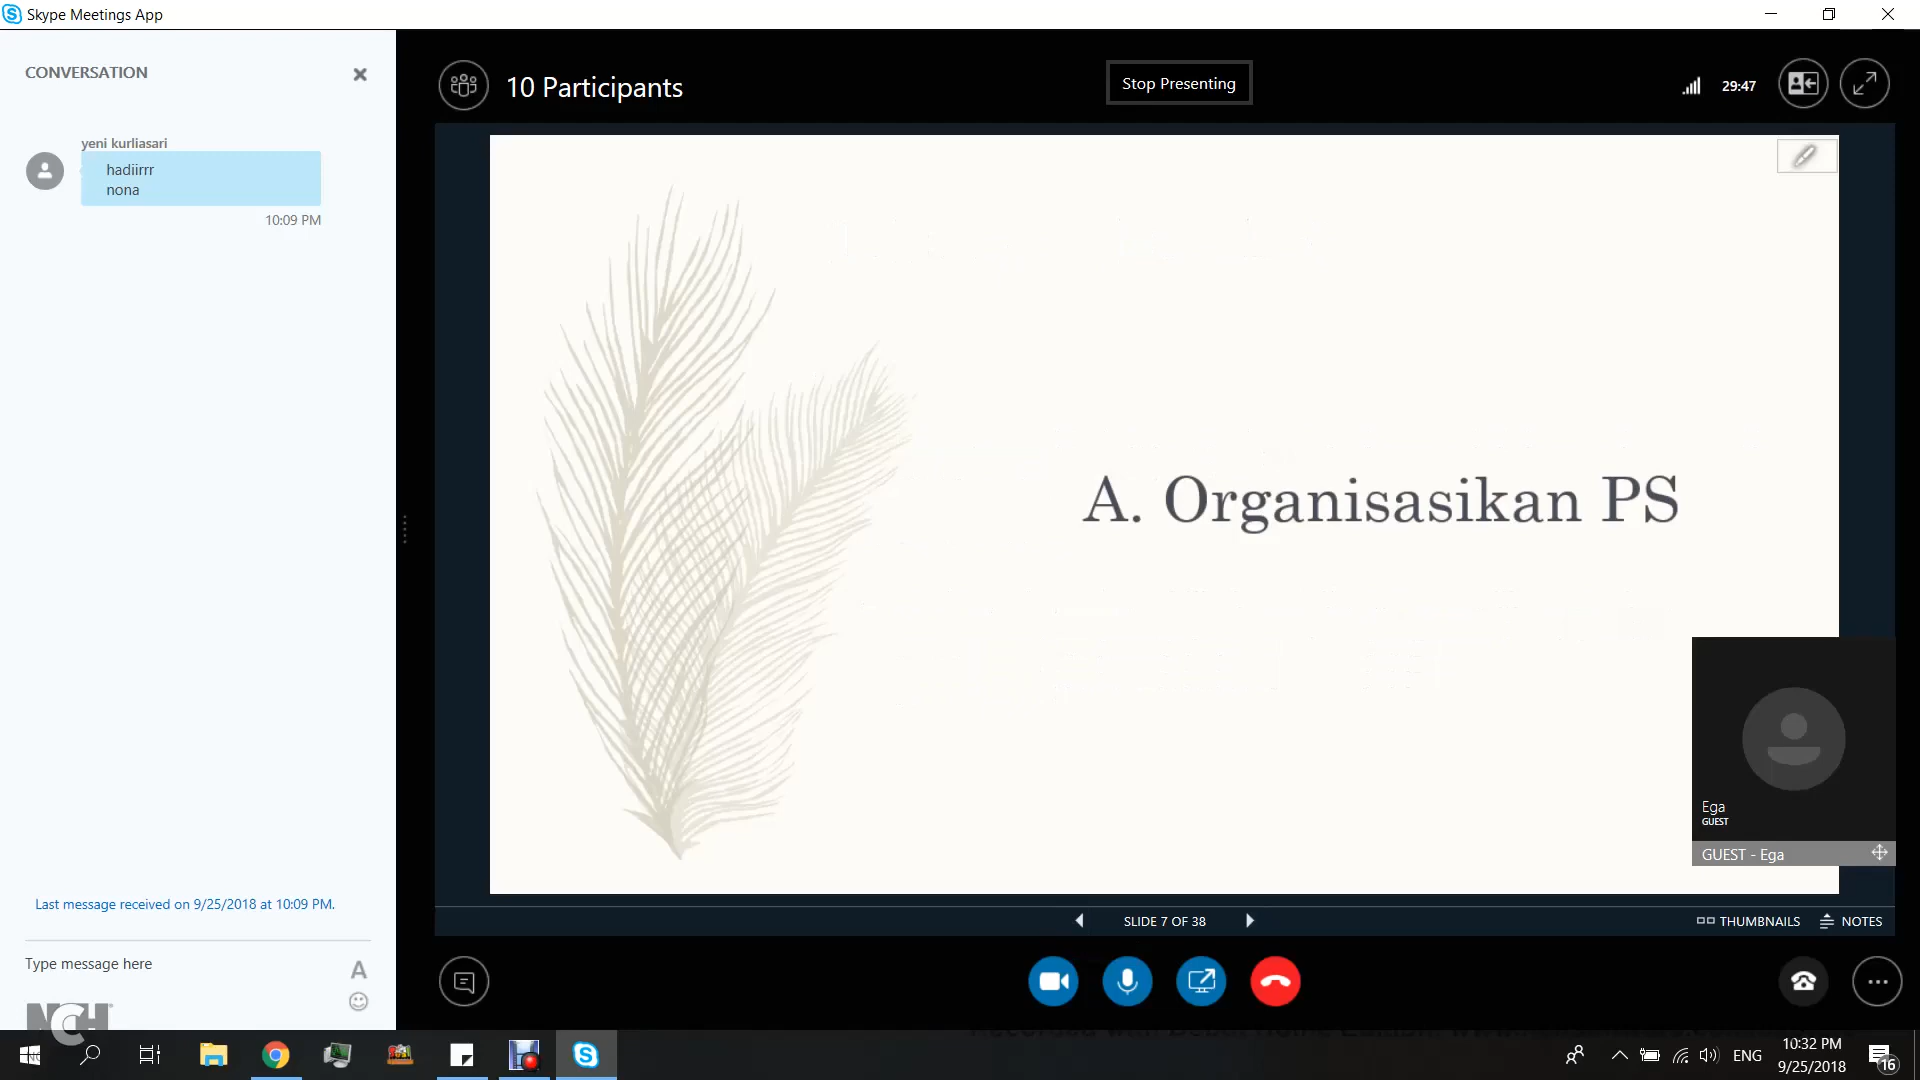 Skype Meetings App
CONVERSATION
yeni kurliasari
hadiirrr
nona
10:09 PM
Last message received on 9/25/2018 at 10:09 PM.
Type message here
A
NCH
10 Participants
Stop Presenting
29:47
A. Organisasikan PS
Ega
GUEST
GUEST - Ega
SLIDE 7 OF 38
THUMBNAILS
NOTES
ENG
10:32 PM
9/25/2018
16